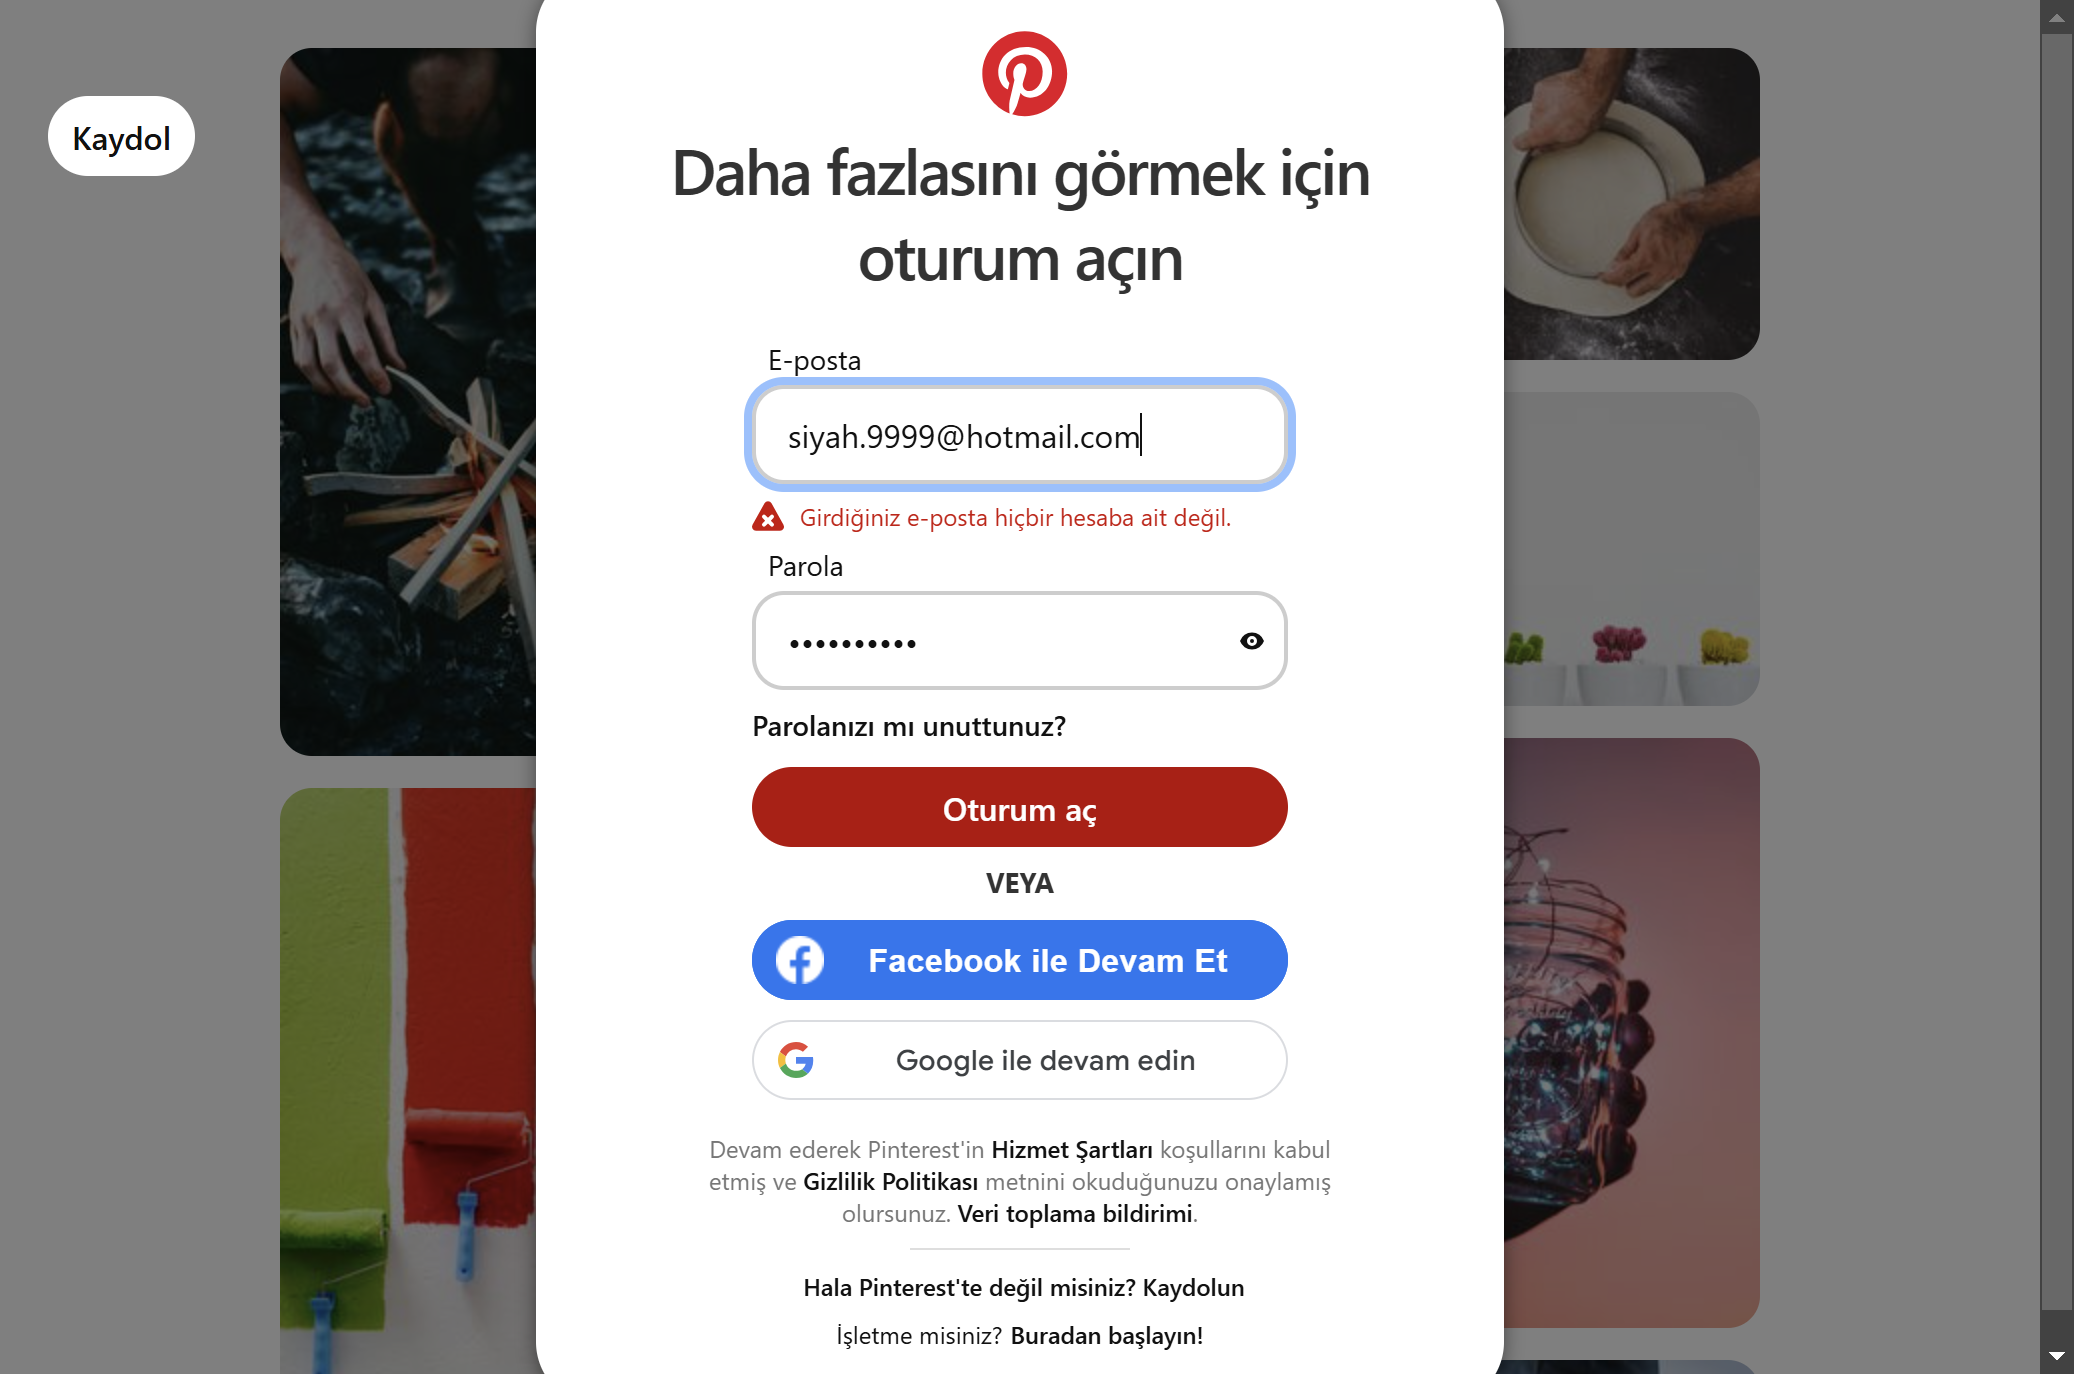 Kaydol
Daha fazlasını görmek için
oturum açın
E-posta
siyah.9999@hotmail.com
Girdiğiniz e-posta hiçbir hesaba ait değil.
Parola
••••••••••
Parolanızı mı unuttunuz?
Oturum aç
VEYA
Facebook ile Devam Et
Google ile devam edin
Devam ederek Pinterest'in Hizmet Şartları koşullarını kabul
etmiş ve Gizlilik Politikası metnini okuduğunuzu onaylamış
olursunuz. Veri toplama bildirimi.
Hala Pinterest'te değil misiniz? Kaydolun
İşletme misiniz? Buradan başlayın!